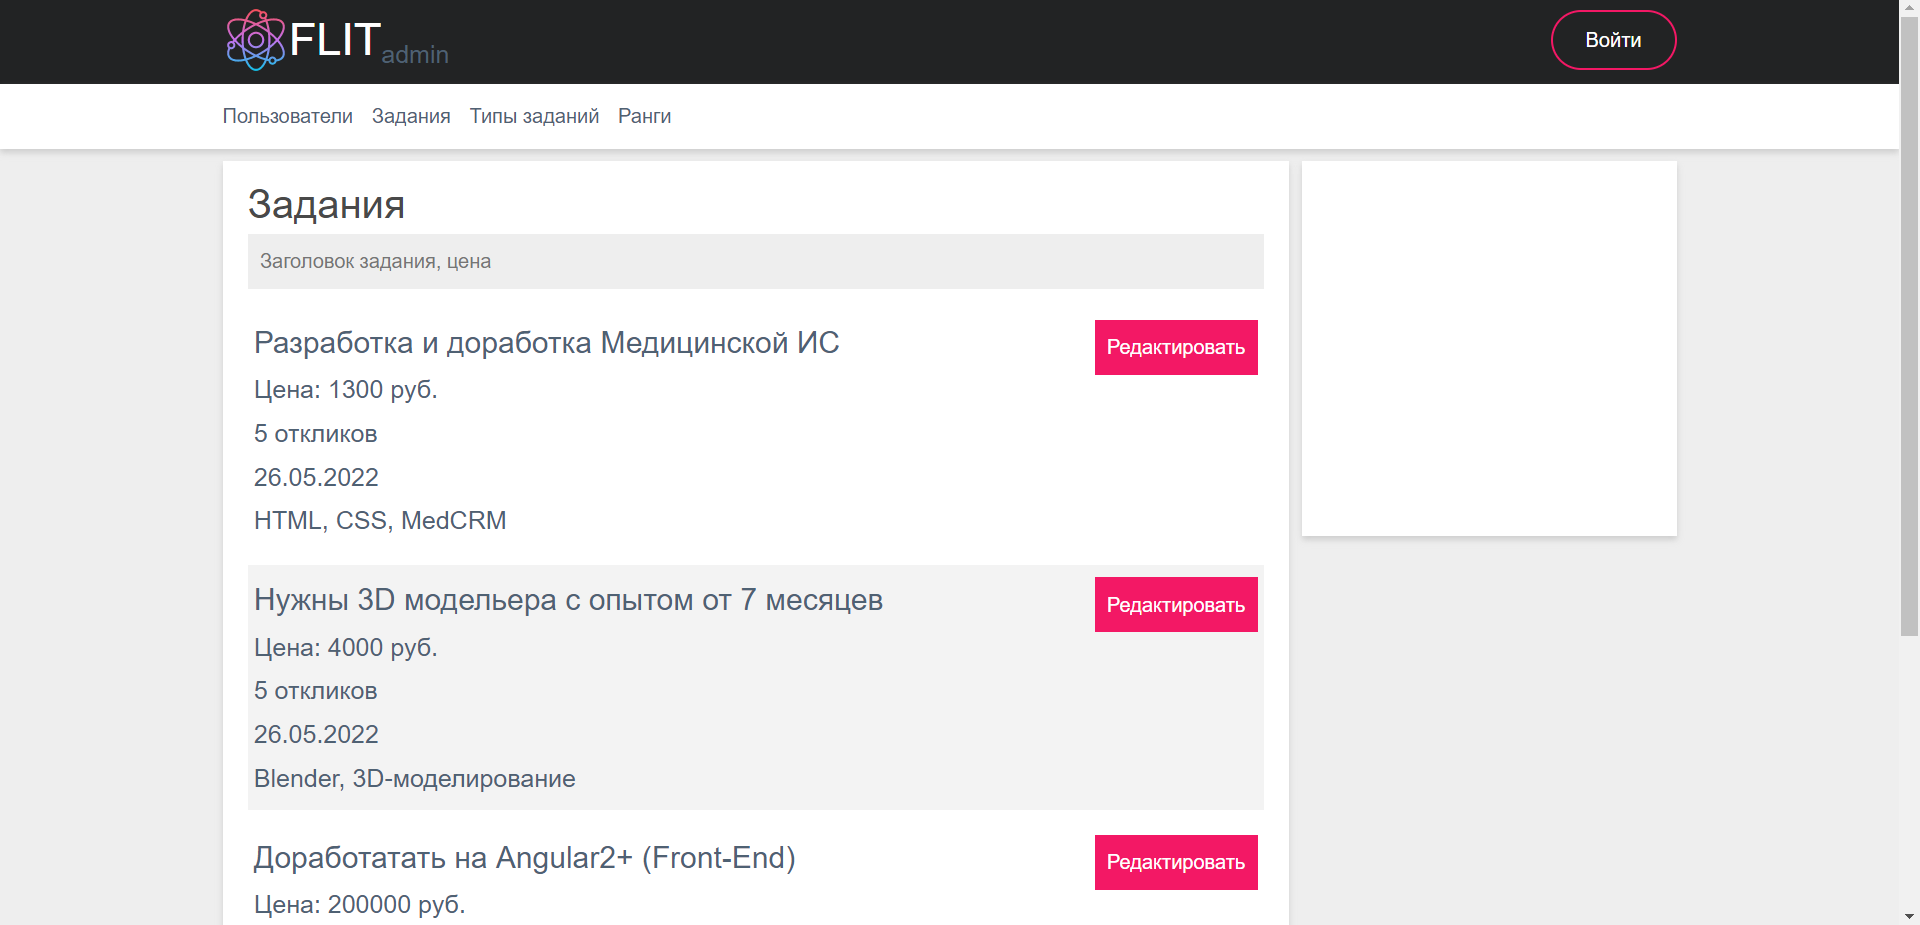 FLIT admin
Войти
Пользователи Задания Типы заданий Ранги
Задания
Заголовок задания, цена
Разработка и доработка Медицинской ИС
Редактировать
Цена: 1300 руб.
5 откликов
26.05.2022
HTML, CSS, MedCRM
Нужны 3D модельера с опытом от 7 месяцев
Редактировать
Цена: 4000 руб.
5 откликов
26.05.2022
Blender, 3D-моделирование
Доработатать на Angular2+ (Front-End)
Редактировать
Цена: 200000 руб.